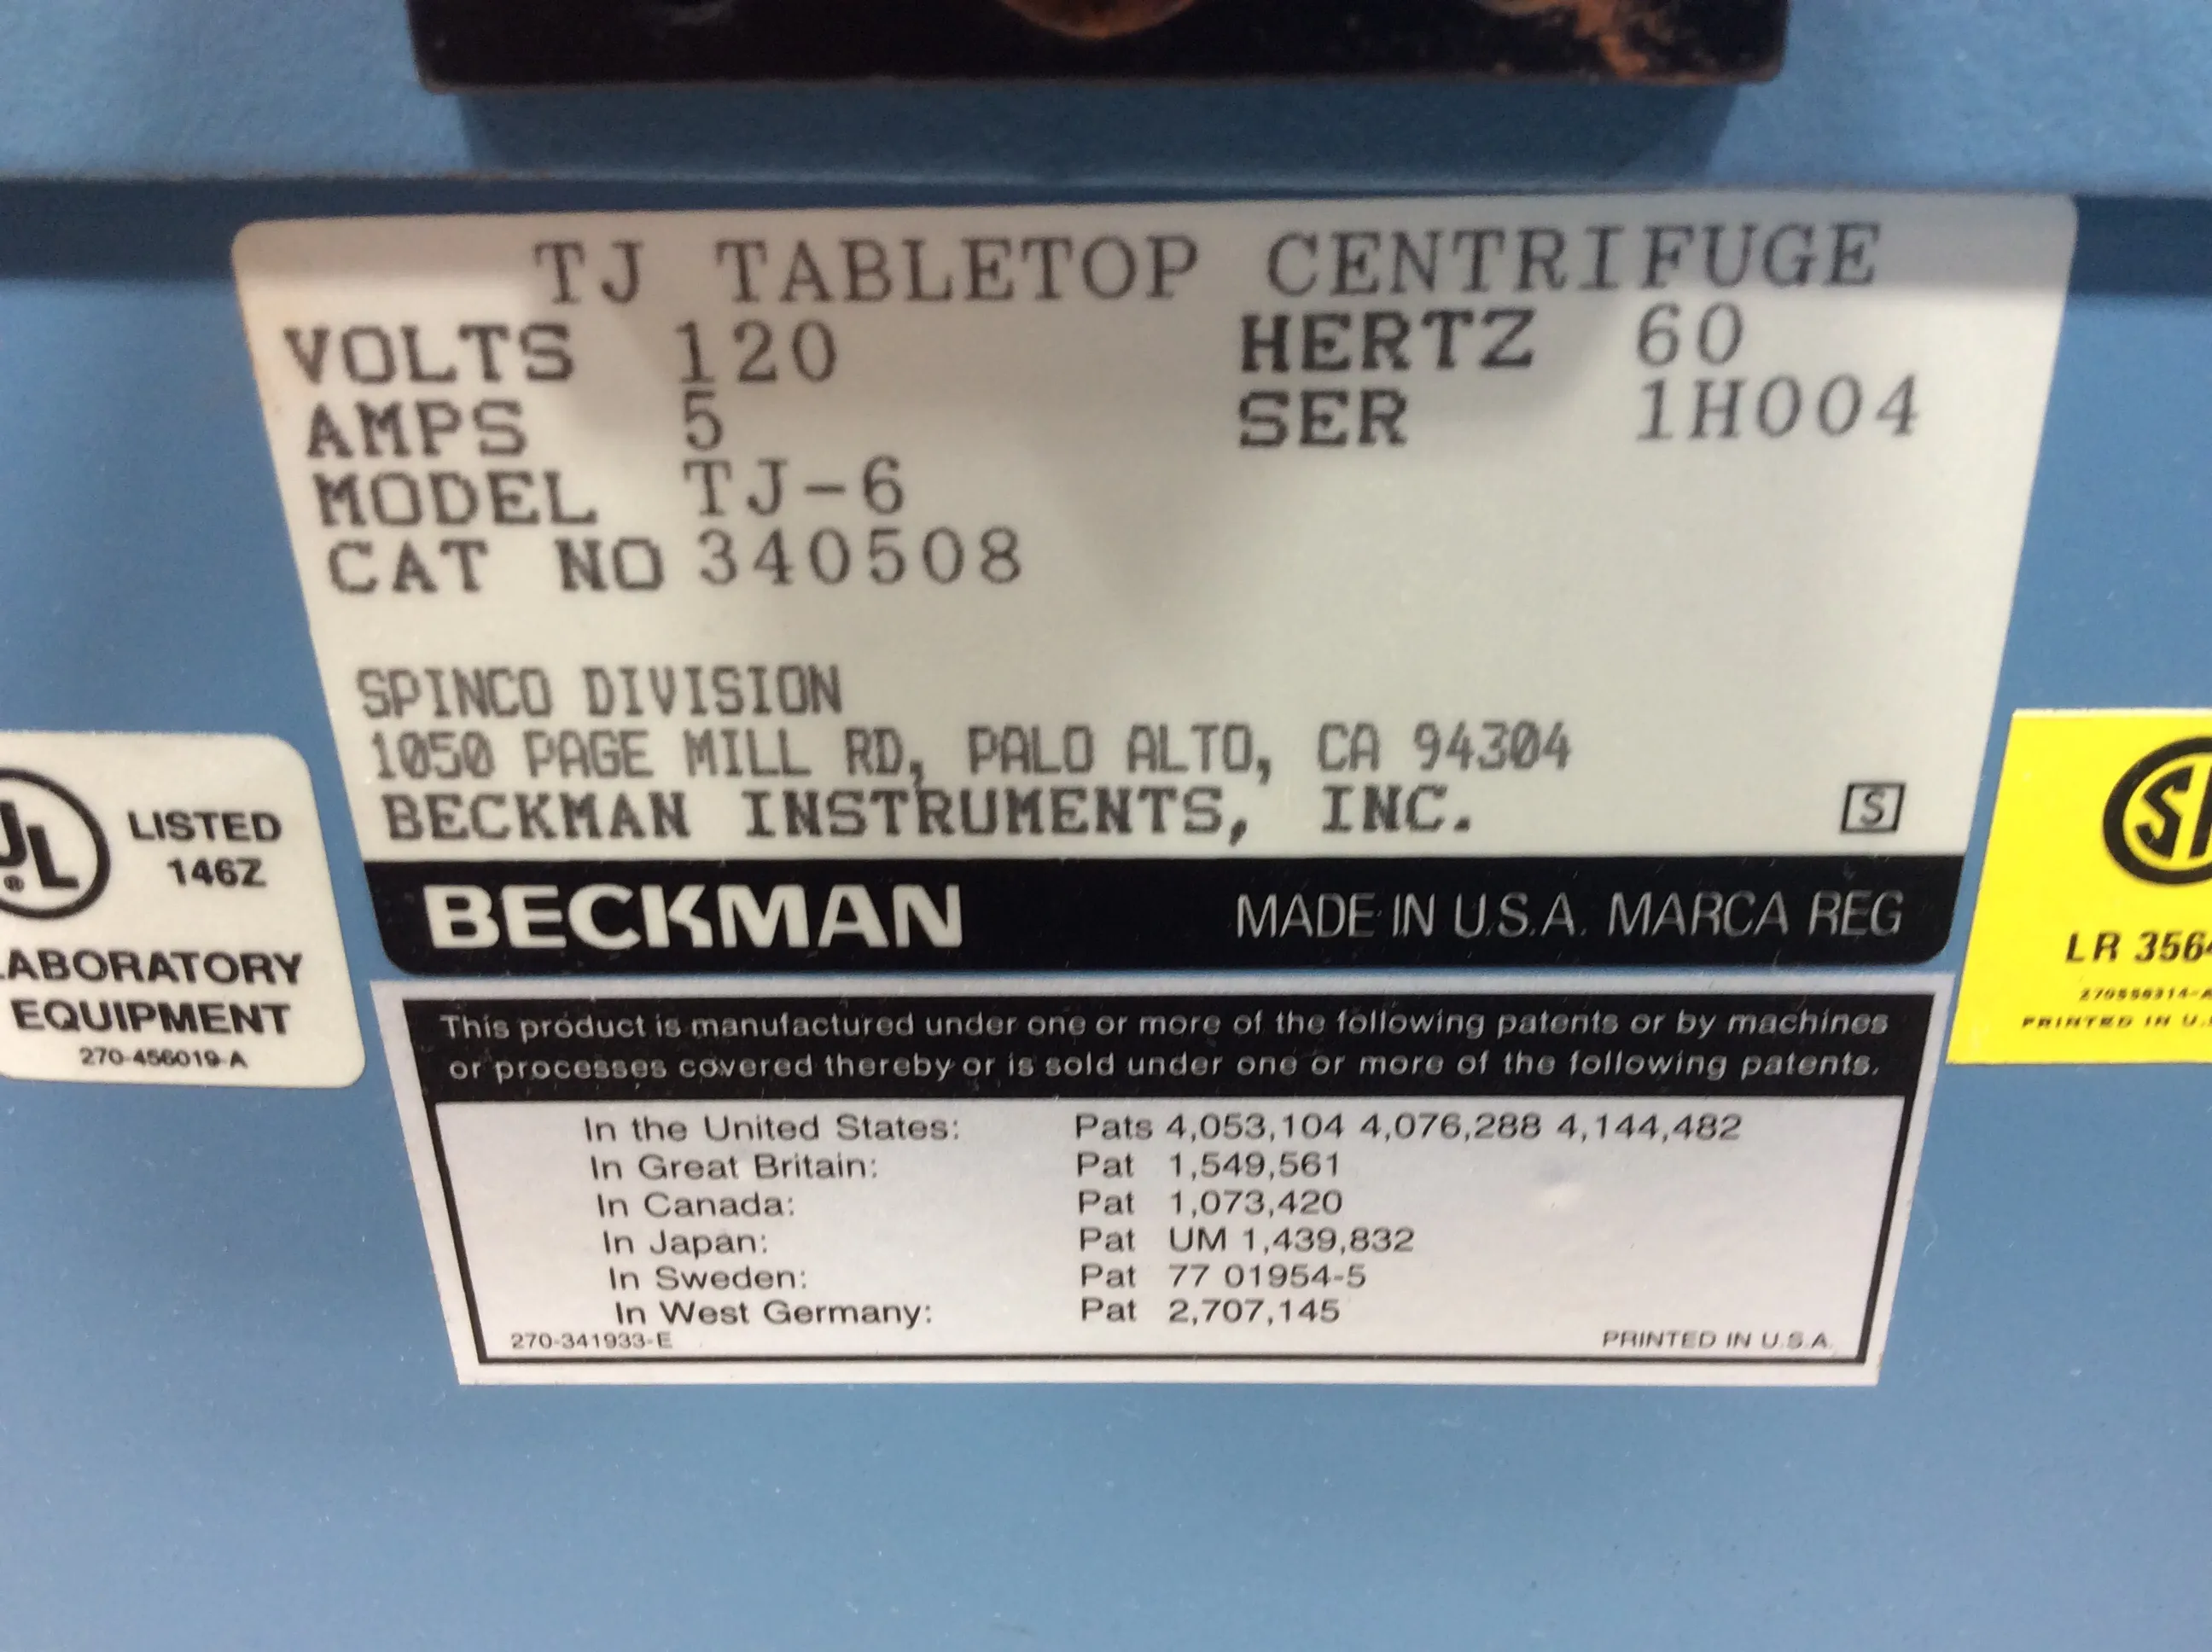 TJ TABLETOP CENTRIFUGE
VOLTS 120 HERTZ 60
AMPS 5 SER 1H004
MODEL TJ-6
CAT NO 340508
SPINCO DIVISION
1050 PAGE MILL RD, PALO ALTO, CA 94304
BECKMAN INSTRUMENTS, INC. S
BECKMAN MADE IN U.S.A. MARCA REG
UL
®
LISTED
146Z
LABORATORY
EQUIPMENT
270-456019-A
LR 3564
PRINTED IN U.S
This product is manufactured under one or more of the following patents or by machines
or processes covered thereby or is sold under one or more of the following patents.
In the United States: Pats 4,053,104 4,076,288 4,144,482
In Great Britain: Pat 1,549,561
In Canada: Pat 1,073,420
In Japan: Pat UM 1,439,832
In Sweden: Pat 77 01954-5
In West Germany: Pat 2,707,145
270-341933-E PRINTED IN U.S.A.